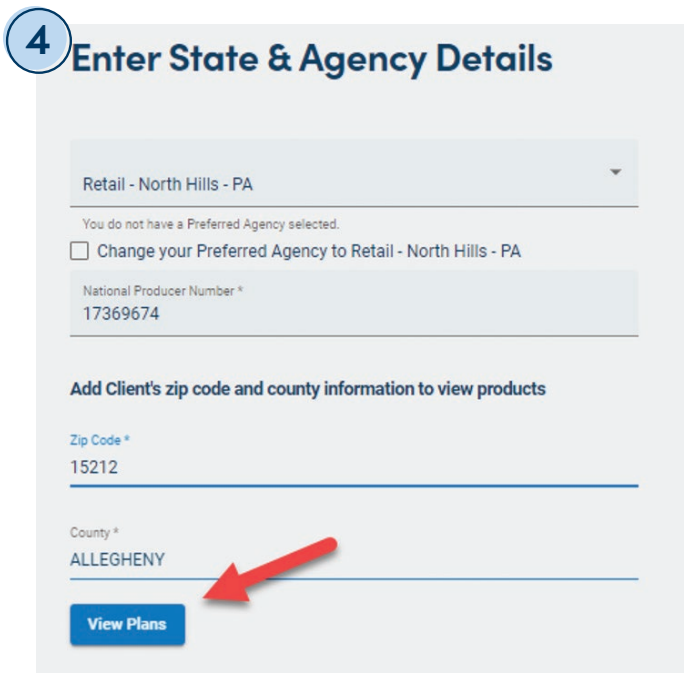 4
Enter State & Agency Details
Retail - North Hills - PA
You do not have a Preferred Agency selected.
Change your Preferred Agency to Retail - North Hills - PA
National Producer Number *
17369674
Add Client's zip code and county information to view products
Zip Code *
15212
County *
ALLEGHENY
View Plans